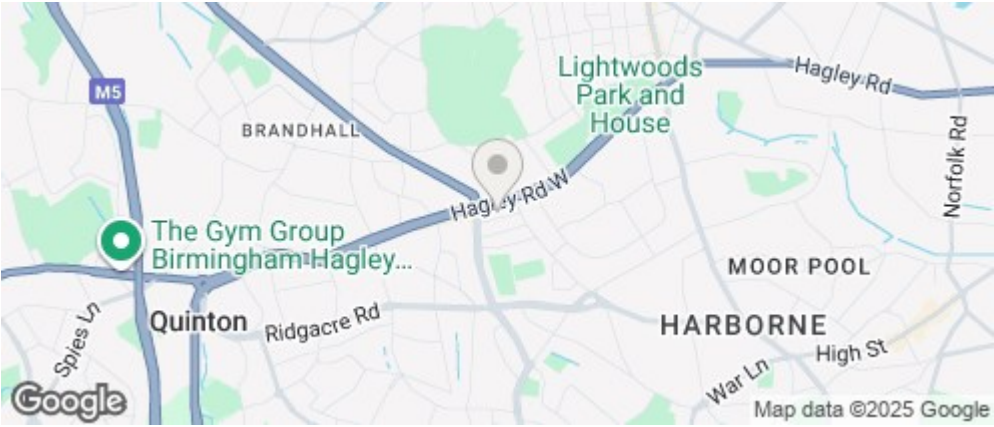 Lightwoods
Park and
House
Hagley Rd
M5
BRANDHALL
Norfolk Rd
Hagley Rd W
The Gym Group
Birmingham Hagley...
MOOR POOL
Spies Ln
Quinton
Ridgacre Rd
HARBORNE
High St
War Ln
Google
Map data ©2025 Google